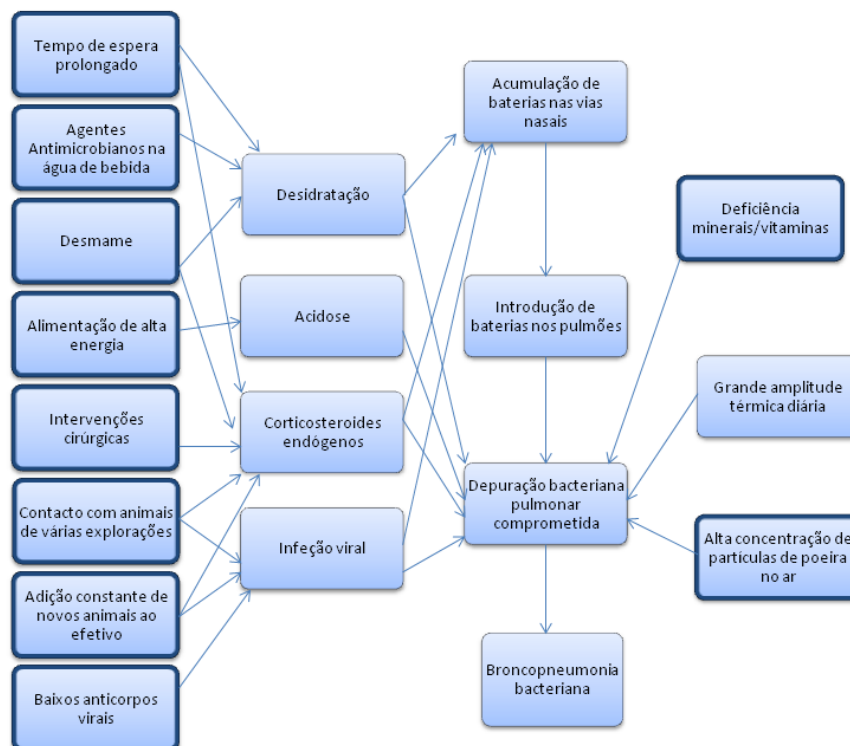 Tempo de espera
prolongado
Agentes
Antimicrobianos na
água de bebida
Desmame
Alimentação de alta
energia
Intervenções
cirúrgicas
Contacto com animais
de várias explorações
Adição constante de
novos animais ao
efetivo
Baixos anticorpos
virais
Desidratação
Acidose
Corticosteroides
endógenos
Infeção viral
Acumulação de
baterias nas vias
nasais
Introdução de
baterias nos pulmões
Depuração bacteriana
pulmonar
comprometida
Broncopneumonia
bacteriana
Deficiência
minerais/vitaminas
Grande amplitude
térmica diária
Alta concentração de
partículas de poeira
no ar